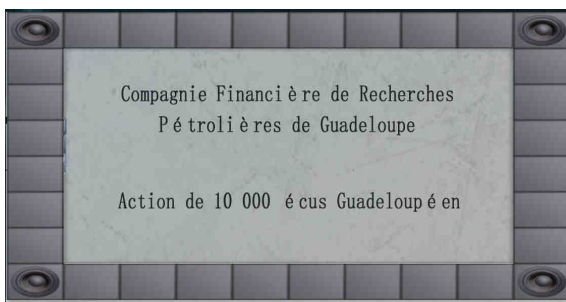 Compagnie Financière de Recherches
Pétrolières de Guadeloupe
Action de 10 000 écus Guadeloupéen